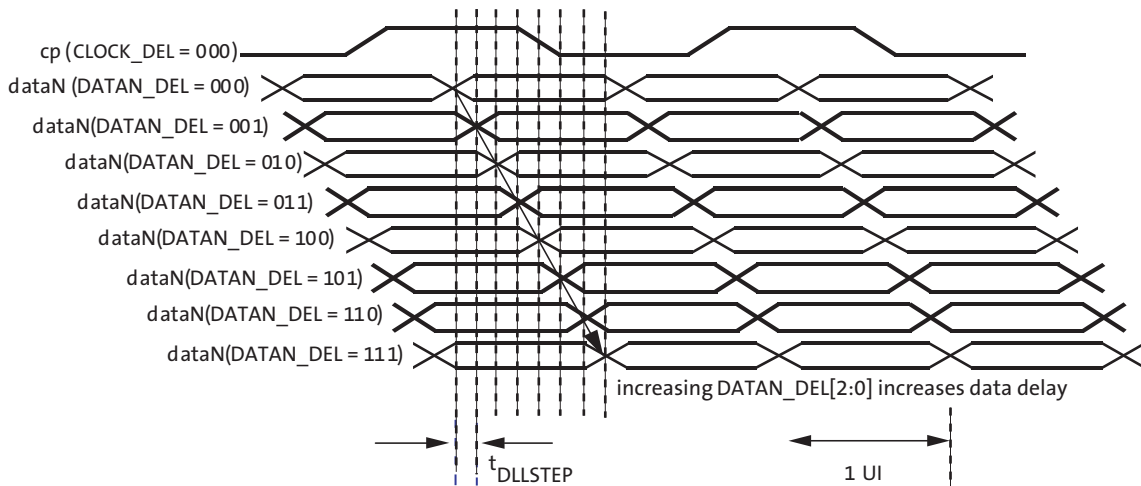 cp (CLOCK_DEL = 000)
dataN (DATAN_DEL = 000)
dataN(DATAN_DEL = 001)
dataN(DATAN_DEL = 010)
dataN(DATAN_DEL = 011)
dataN(DATAN_DEL = 100)
dataN(DATAN_DEL = 101)
dataN(DATAN_DEL = 110)
dataN(DATAN_DEL = 111)
increasing DATAN_DEL[2:0] increases data delay
tDLLSTEP
1 UI